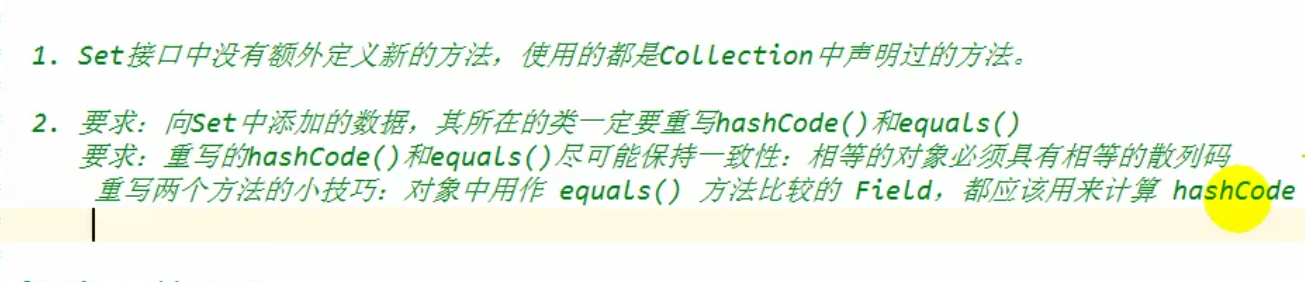 1. Set接口中没有额外定义新的方法，使用的都是Collection中声明过的方法。
2. 要求：向Set中添加的数据，其所在的类一定要重写hashCode()和equals()
要求：重写的hashCode()和equals()尽可能保持一致性：相等的对象必须具有相等的散列码
重写两个方法的小技巧：对象中用作 equals() 方法比较的 Field，都应该用来计算 hashCode